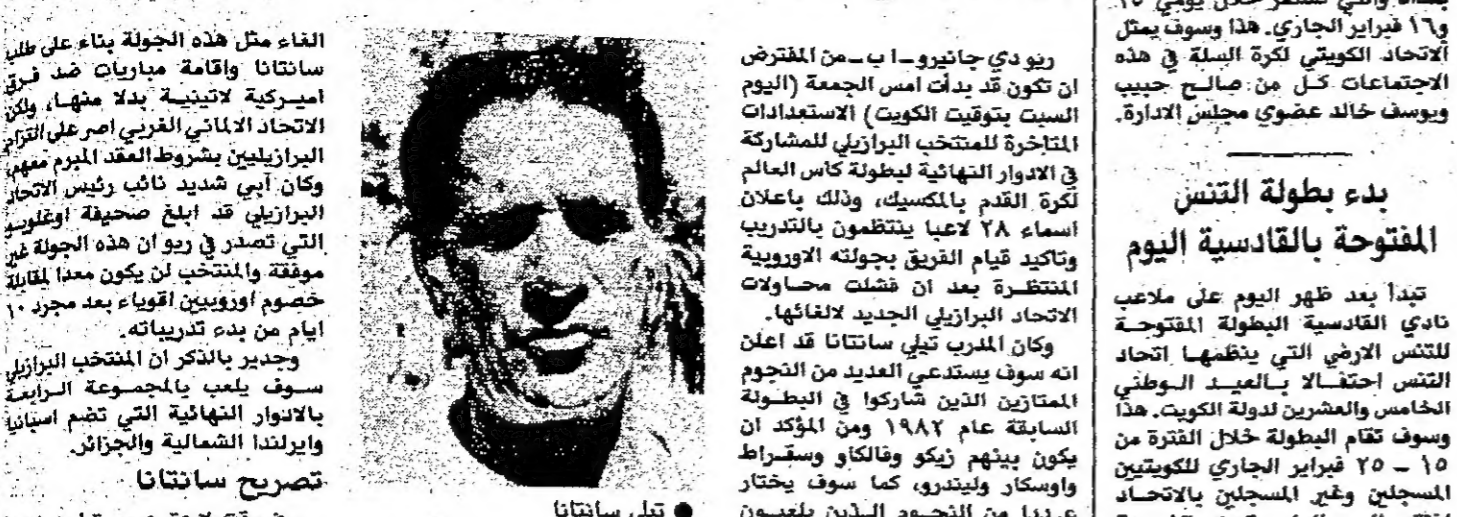 و١٦ فبراير الجاري. هذا وسوف يمثل
الاتحاد الكويتي لكرة السلة في هذه
الاجتماعات كل من: صالح حبيب
ويوسف خالد عضوي مجلس الادارة.
بدء بطولة التنس
المفتوحة بالقادسية اليوم
تبدأ بعد ظهر اليوم على ملاعب
نادي القادسية البطولة المفتوحة
للتنس الارضي التي ينظمها اتحاد
التنس احتفالا بالعيد الوطني
الخامس والعشرين لدولة الكويت. هذا
وسوف تقام البطولة خلال الفترة من
١٥ – ٢٥ فبراير الجاري للكويتيين
المسجلين وغير المسجلين بالاتحاد
ريو دي جانيرو – ا ب – من المفترض
ان تكون قد بدأت امس الجمعة (اليوم
السبت بتوقيت الكويت) الاستعدادات
المتأخرة للمنتخب البرازيلي للمشاركة
في الادوار النهائية لبطولة كأس العالم
لكرة القدم بالمكسيك، وذلك باعلان
اسماء ٢٨ لاعبا ينتظمون بالتدريب
وتاكيد قيام الفريق بجولته الاوروبية
المنتظرة بعد ان فشلت محاولات
الاتحاد البرازيلي الجديد لالغائها.
وكان المدرب تيلي سانتانا قد اعلن
انه سوف يستدعي العديد من النجوم
الممتازين الذين شاركوا في البطولة
السابقة عام ١٩٨٢ ومن المؤكد ان
يكون بينهم زيكو وفالكاو وسقراط
واوسكار وليندرو، كما سوف يختار
عددا من النجوم الذين يلعبون
● تيلي سانتانا
الغاء مثل هذه الجولة بناء على طلب
سانتانا واقامة مباريات ضد فرق
اميركية لاتينية بدلا منها، ولكن
الاتحاد الالماني الغربي اصر على التزام
البرازيليين بشروط العقد المبرم معهم،
وكان آبي شديد نائب رئيس الاتحاد
البرازيلي قد ابلغ صحيفة اوغلوبو
التي تصدر في ريو ان هذه الجولة غير
موفقة والمنتخب لن يكون معدا لمقابلة
خصوم اوروبيين اقوياء بعد مجرد ١٠
ايام من بدء تدريباته.
وجدير بالذكر ان المنتخب البرازيلي
سوف يلعب بالمجموعة الرابعة
بالادوار النهائية التي تضم اسبانيا
وايرلندا الشمالية والجزائر.
تصريح سانتانا